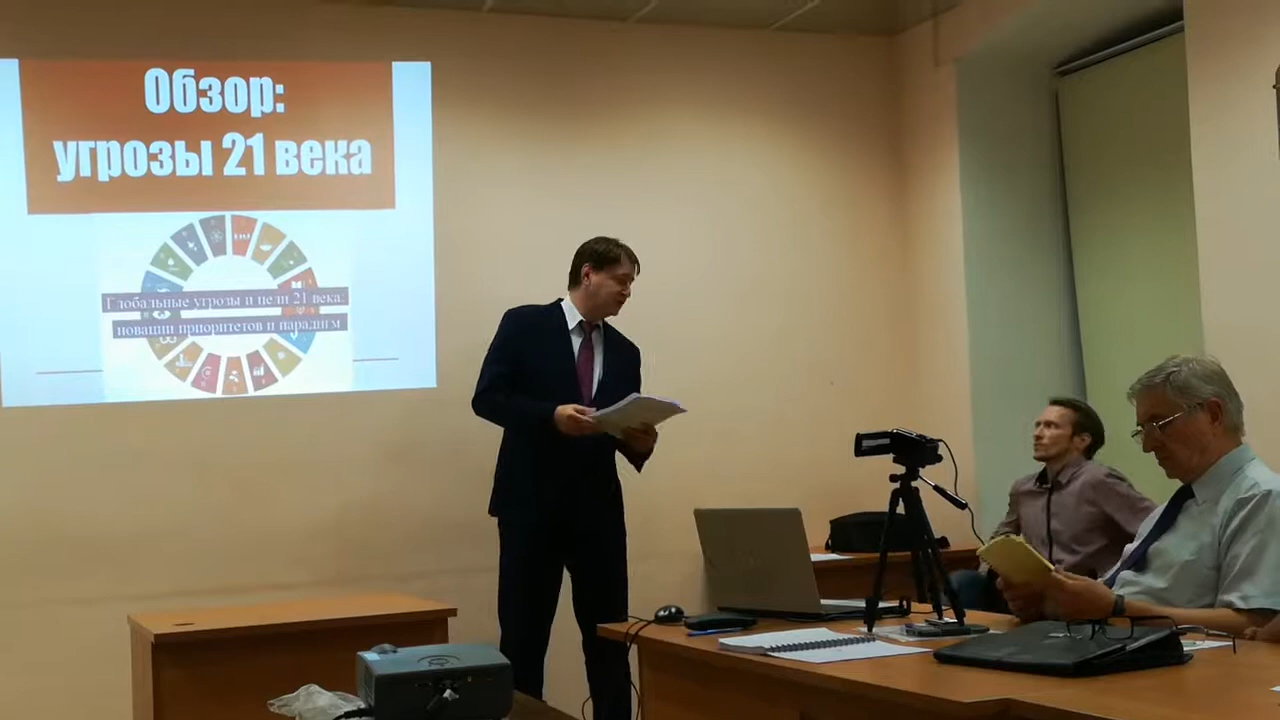 Обзор:
угрозы 21 века
Глобальные угрозы и цели 21 века:
новации приоритетов и парадигм